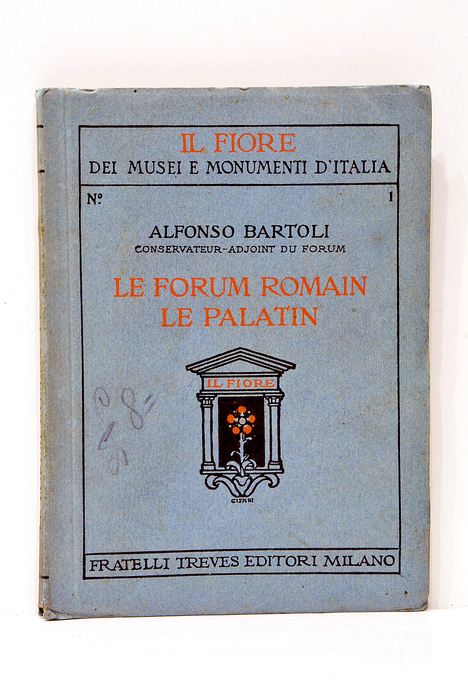 IL FIORE
DEI MUSEI E MONUMENTI D'ITALIA
Nº 1
ALFONSO BARTOLI
CONSERVATEUR-ADJOINT DU FORUM
LE FORUM ROMAIN
LE PALATIN
IL FIORE
FRATELLI TREVES EDITORI MILANO